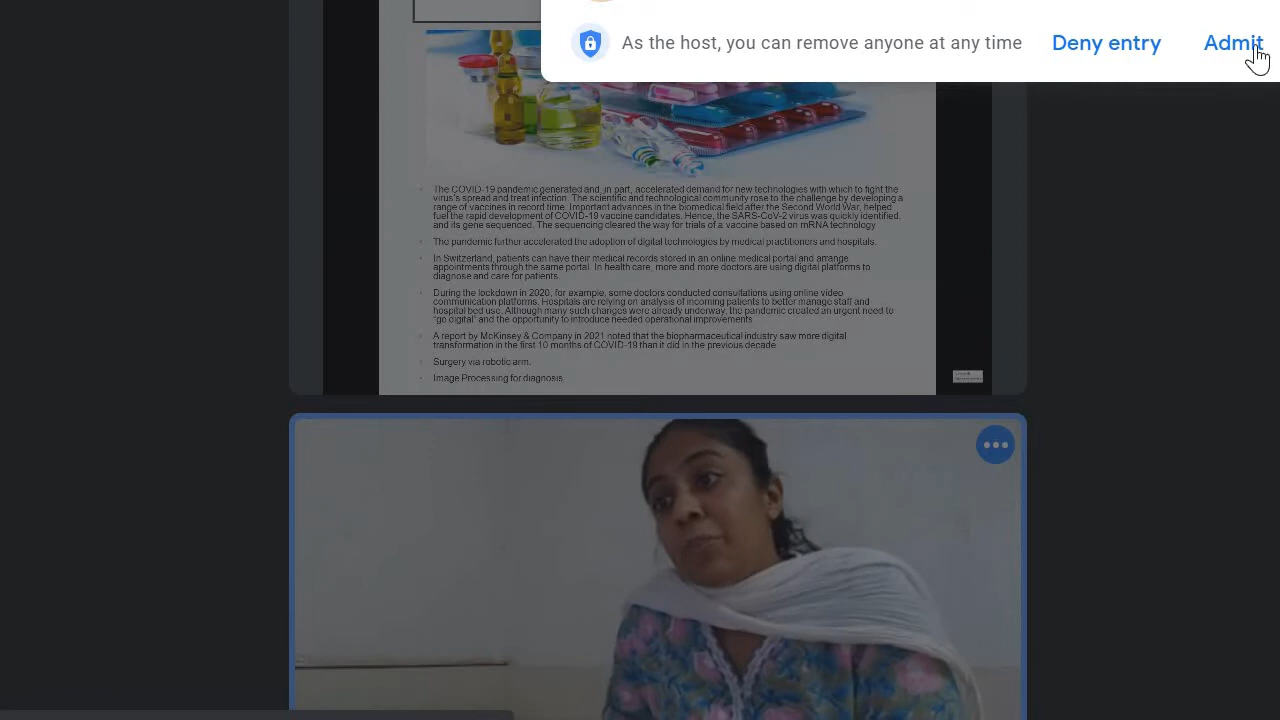 As the host, you can remove anyone at any time
Deny entry
Admit
The COVID-19 pandemic generated and, in part, accelerated demand for new technologies with which to fight the
virus's spread and treat infection. The scientific and technological community rose to the challenge by developing a
range of vaccines in record time. Important advances in the biomedical field after the Second World War, helped
fuel the rapid development of COVID-19 vaccine candidates. Hence, the SARS-CoV-2 virus was quickly identified,
and its gene sequenced. The sequencing cleared the way for trials of a vaccine based on mRNA technology
The pandemic further accelerated the adoption of digital technologies by medical practitioners and hospitals.
In Switzerland, patients can have their medical records stored in an online medical portal and arrange
appointments through the same portal. In health care, more and more doctors are using digital platforms to
diagnose and care for patients.
During the lockdown in 2020, for example, some doctors conducted consultations using online video
communication platforms. Hospitals are relying on analysis of incoming patients to better manage staff and
hospital bed use. Although many such changes were already underway, the pandemic created an urgent need to
"go digital" and the opportunity to introduce needed operational improvements
A report by McKinsey & Company in 2021 noted that the biopharmaceutical industry saw more digital
transformation in the first 10 months of COVID-19 than it did in the previous decade
Surgery via robotic arm.
Image Processing for diagnosis.